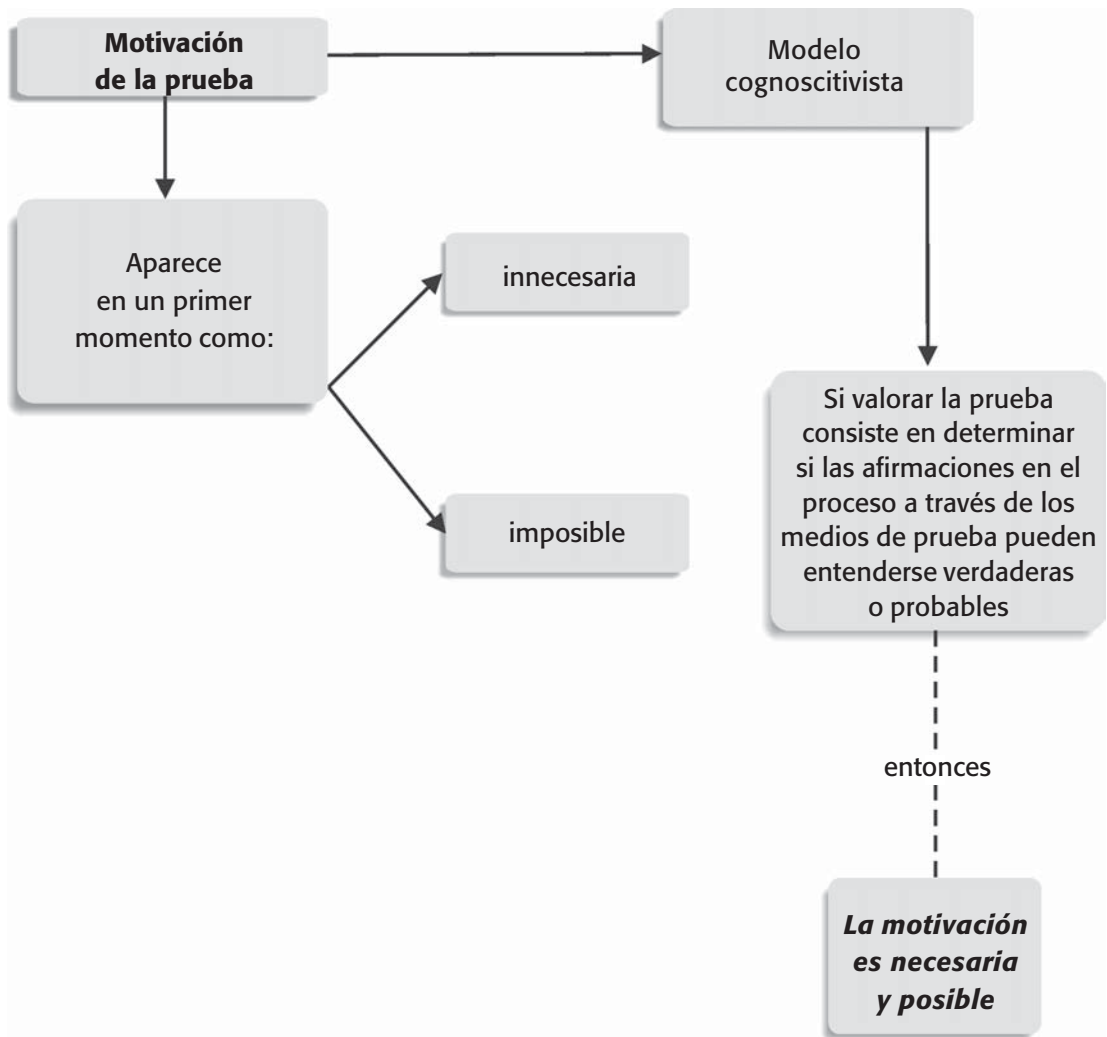 Motivación
de la prueba
Modelo
cognoscitivista
Aparece
en un primer
momento como:
innecesaria
imposible
Si valorar la prueba
consiste en determinar
si las afirmaciones en el
proceso a través de los
medios de prueba pueden
entenderse verdaderas
o probables
entonces
La motivación
es necesaria
y posible